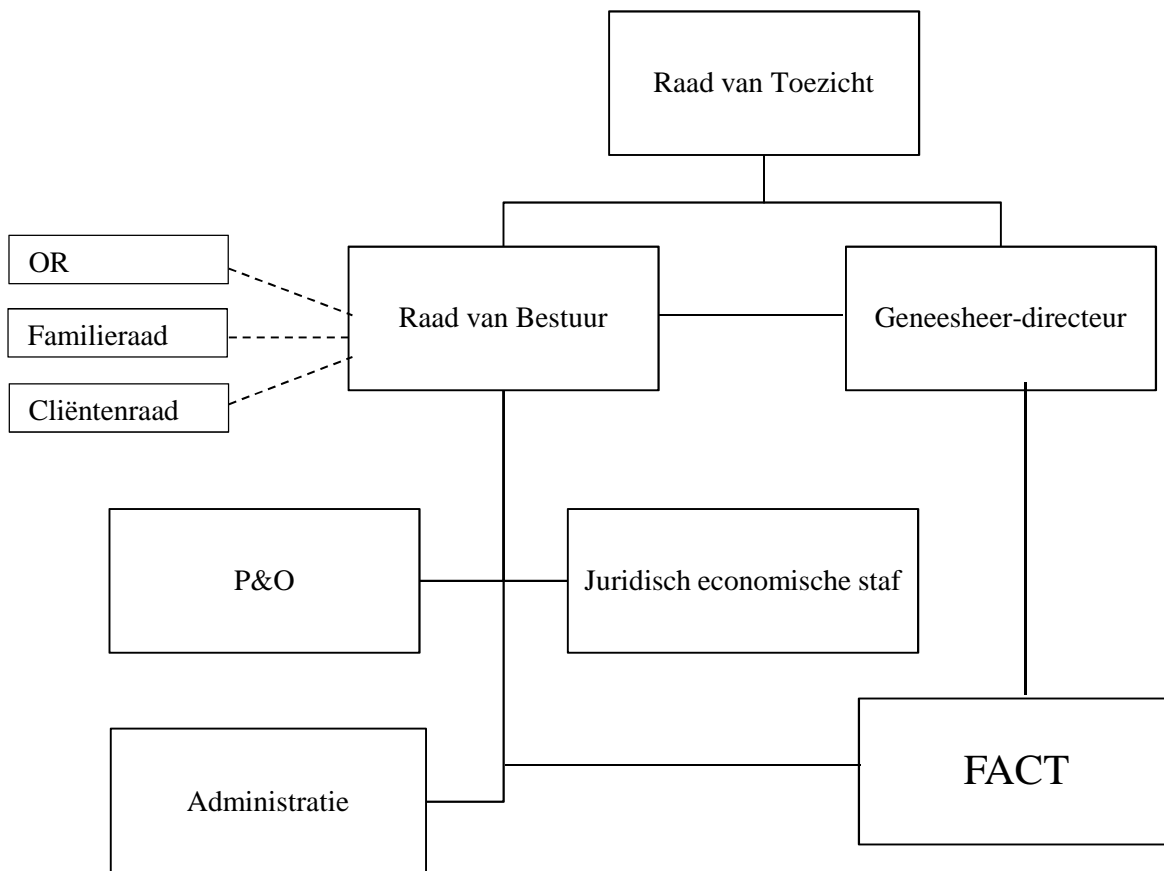 Raad van Toezicht
OR
Familieraad
Cliëntenraad
Raad van Bestuur
Geneesheer-directeur
P&O
Juridisch economische staf
Administratie
FACT